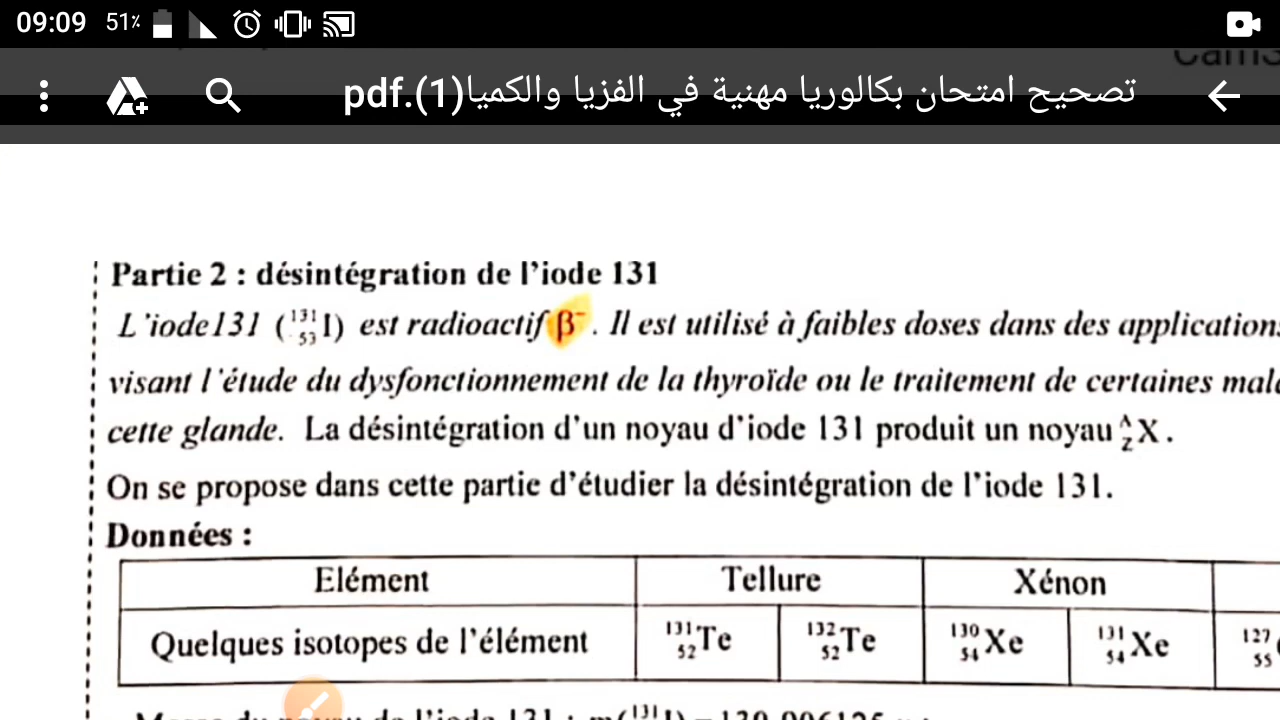 09:09 51%
تصحيح امتحان بكالوريا مهنية في الفزيا والكميا(1).pdf
Partie 2 : désintégration de l'iode 131
L'iode131 (¹³¹₅₃I) est radioactif β⁻. Il est utilisé à faibles doses dans des application
visant l'étude du dysfonctionnement de la thyroïde ou le traitement de certaines
cette glande. La désintégration d'un noyau d'iode 131 produit un noyau ᴬ_Z X.
On se propose dans cette partie d'étudier la désintégration de l'iode 131.
Données :
Elément Tellure Xénon
Quelques isotopes de l'élément ¹³¹₅₂Te ¹³²₅₂Te ¹³⁰₅₄Xe ¹³¹₅₄Xe ¹²⁷₅₅